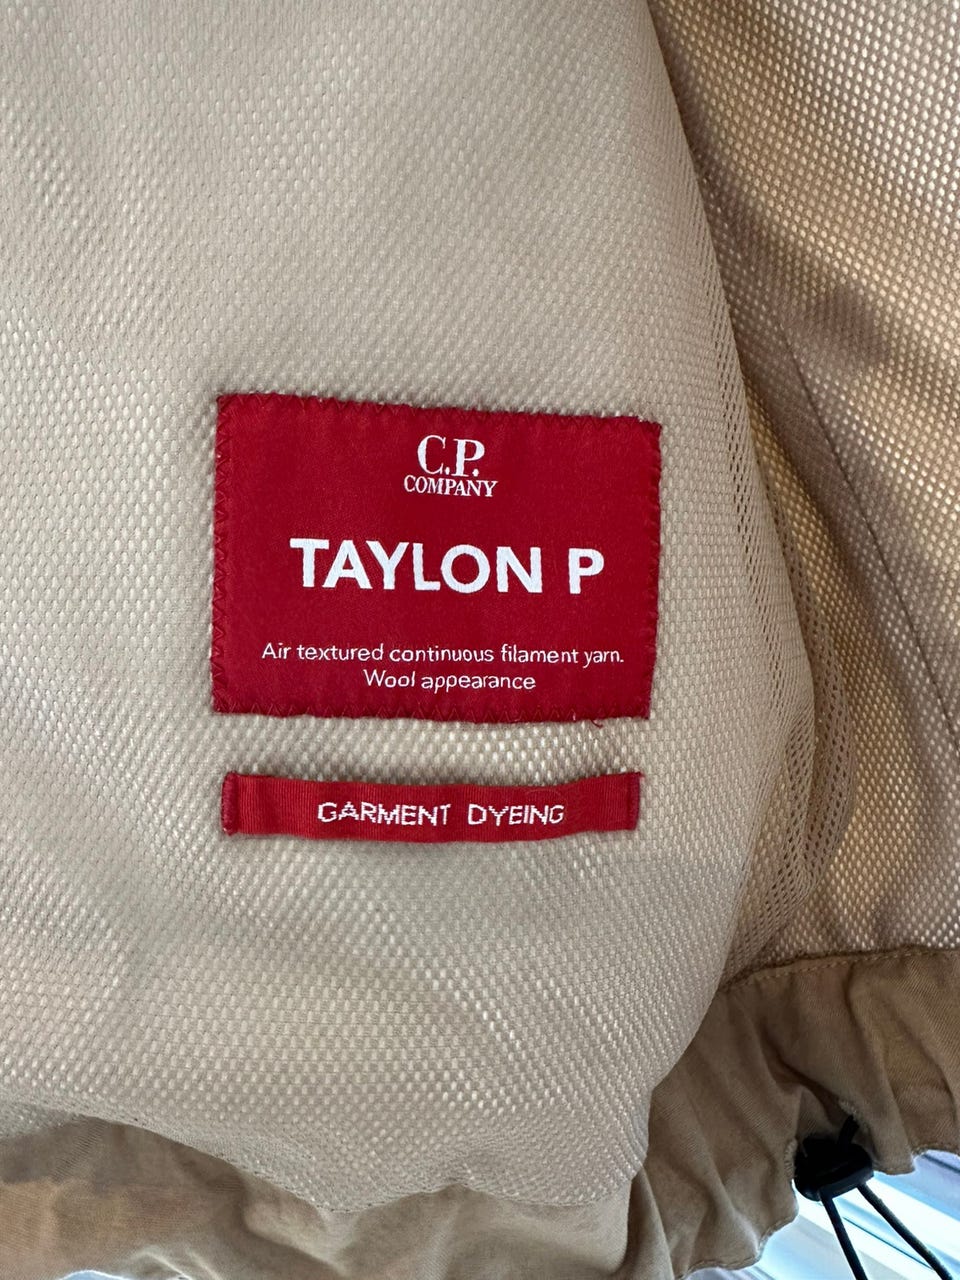 C.P.
COMPANY
TAYLON P
Air textured continuous filament yarn.
Wool appearance
GARMENT DYEING